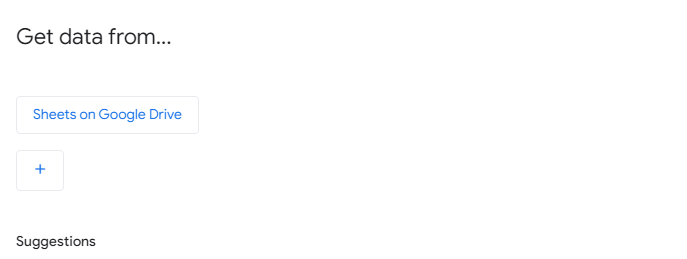 Get data from...
Sheets on Google Drive
+
Suggestions